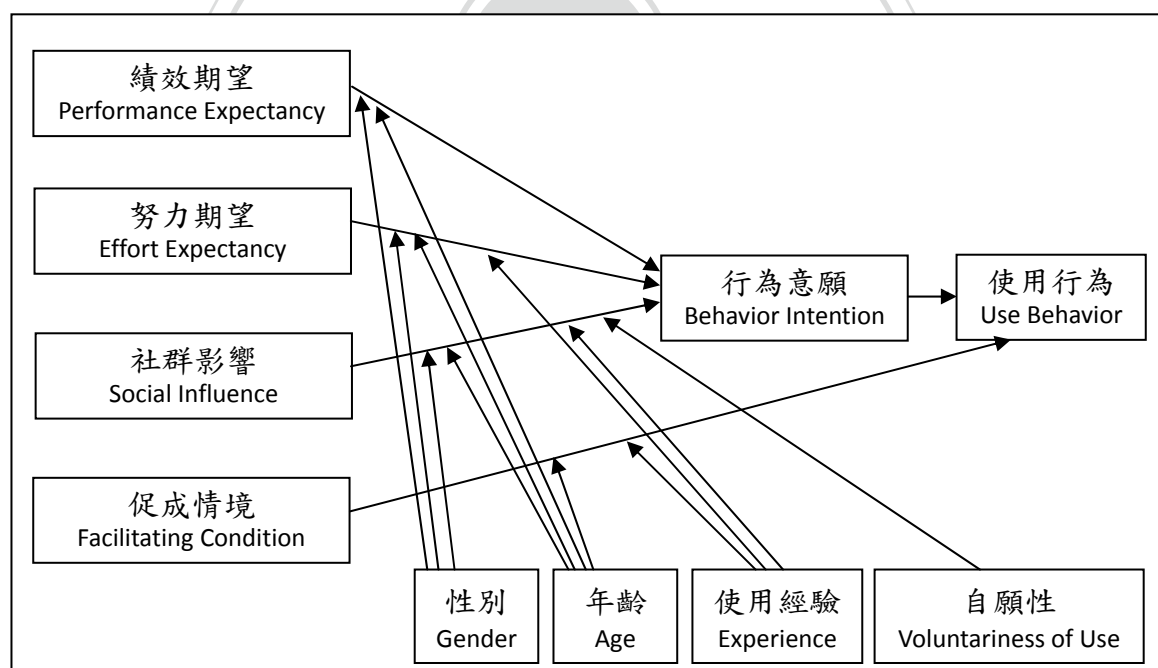 績效期望
Performance Expectancy
努力期望
Effort Expectancy
社群影響
Social Influence
促成情境
Facilitating Condition
行為意願
Behavior Intention
使用行為
Use Behavior
性別
Gender
年齡
Age
使用經驗
Experience
自願性
Voluntariness of Use